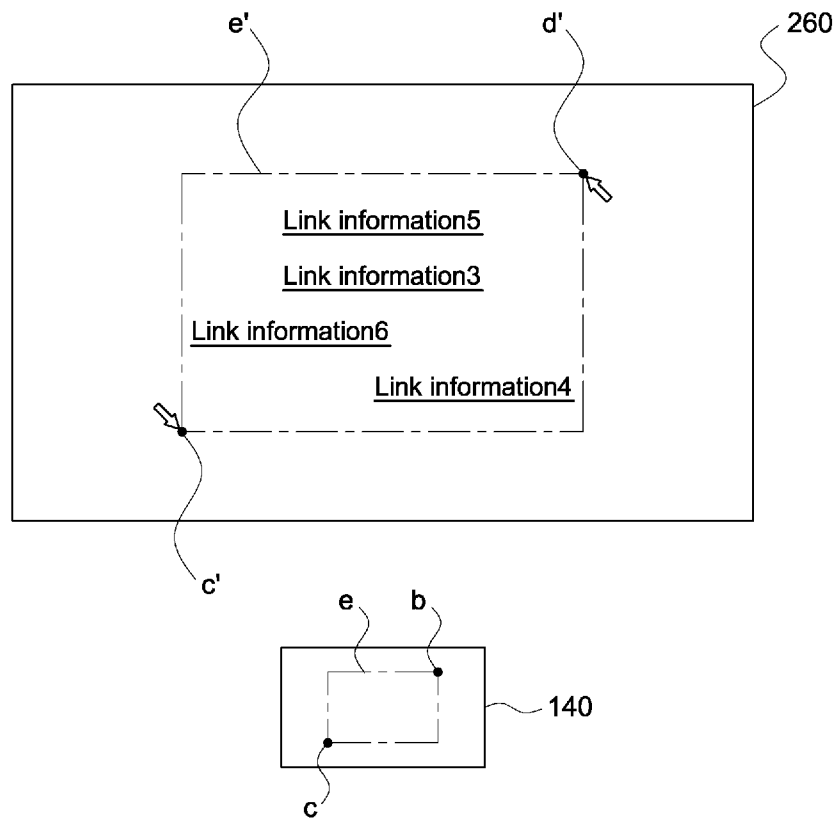 e' d' 260
Link information5
Link information3
Link information6
Link information4
c'
e b
140
c